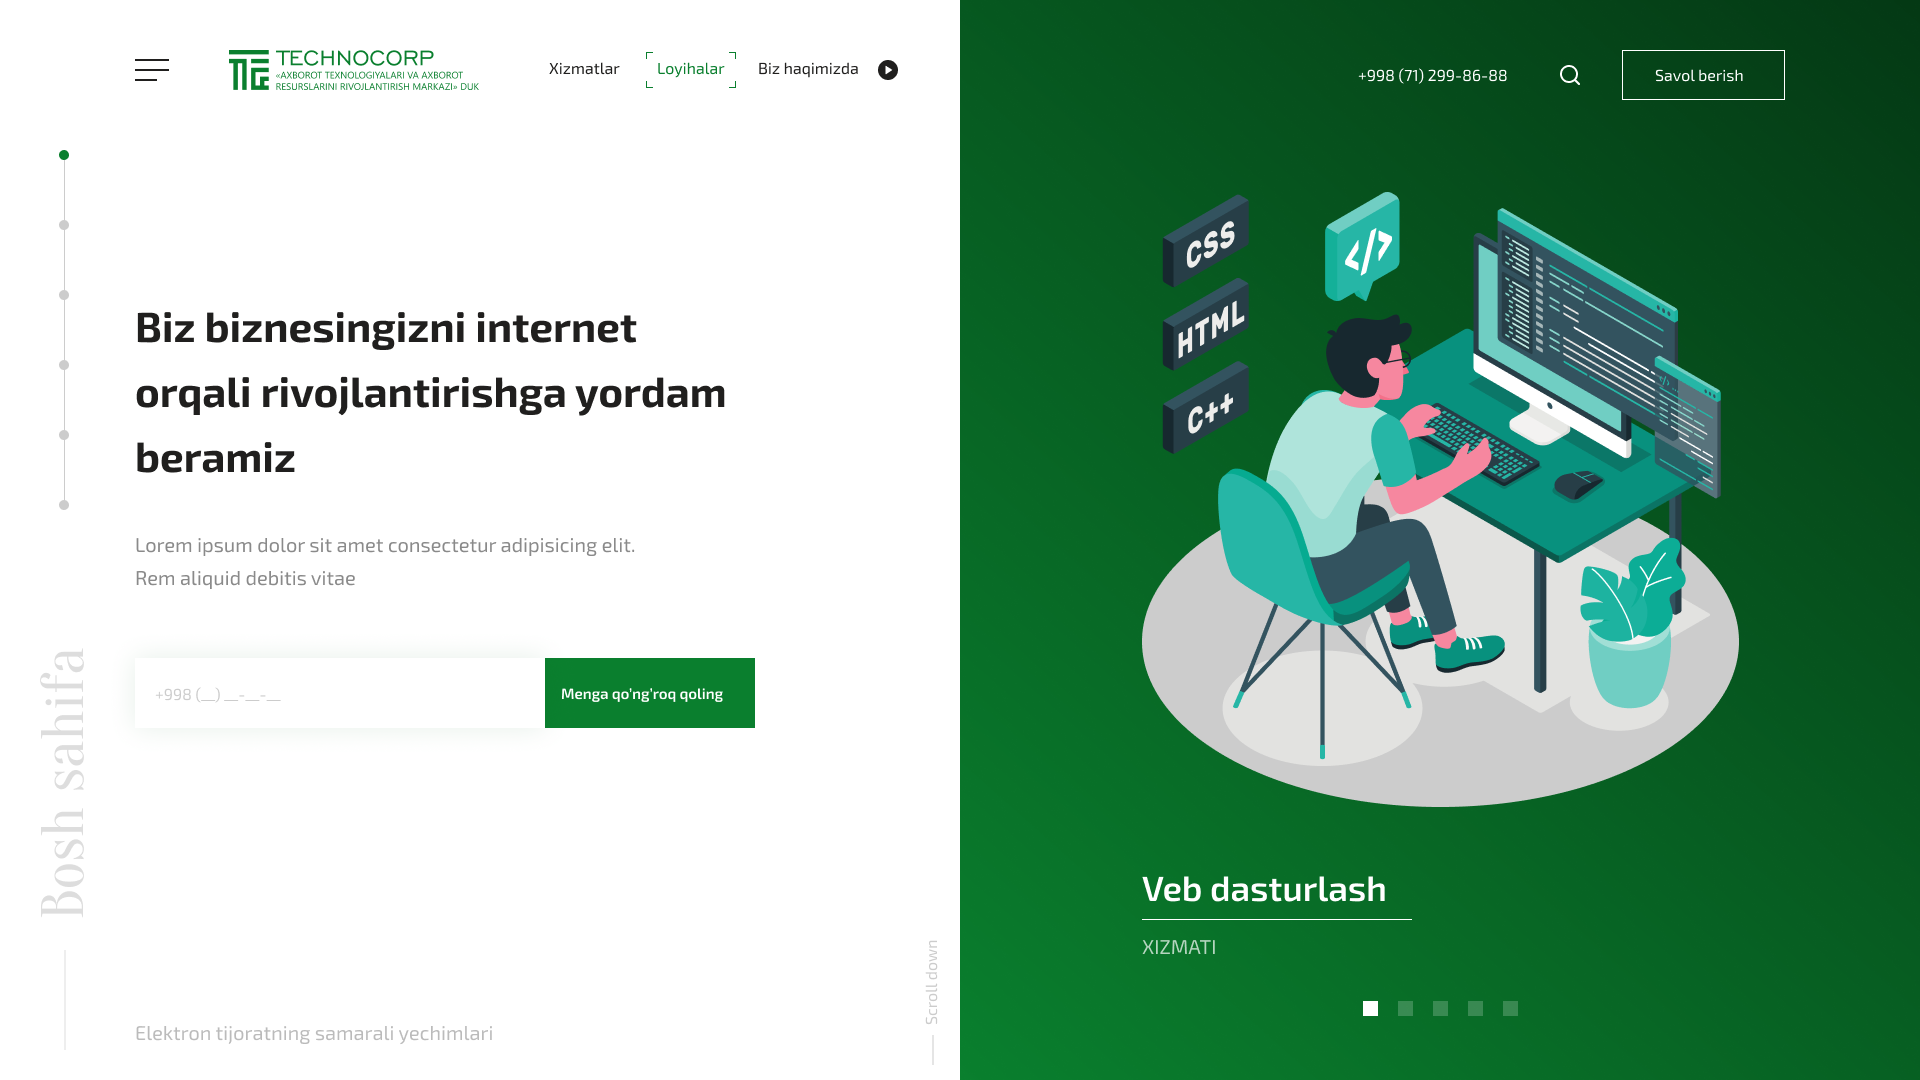 TECHNOCORP
«AXBOROT TEXNOLOGIYALARI VA AXBOROT
RESURSLARINI RIVOJLANTIRISH MARKAZI» DUK
Xizmatlar
Loyihalar
Biz haqimizda
+998 (71) 299-86-88
Savol berish
Biz biznesingizni internet
orqali rivojlantirishga yordam
beramiz
Lorem ipsum dolor sit amet consectetur adipisicing elit.
Rem aliquid debitis vitae
+998 (__) __-__-__
Menga qo'ng'roq qoling
Bosh sahifa
Elektron tijoratning samarali yechimlari
Scroll down
CSS
HTML
C++
</>
Veb dasturlash
XIZMATI